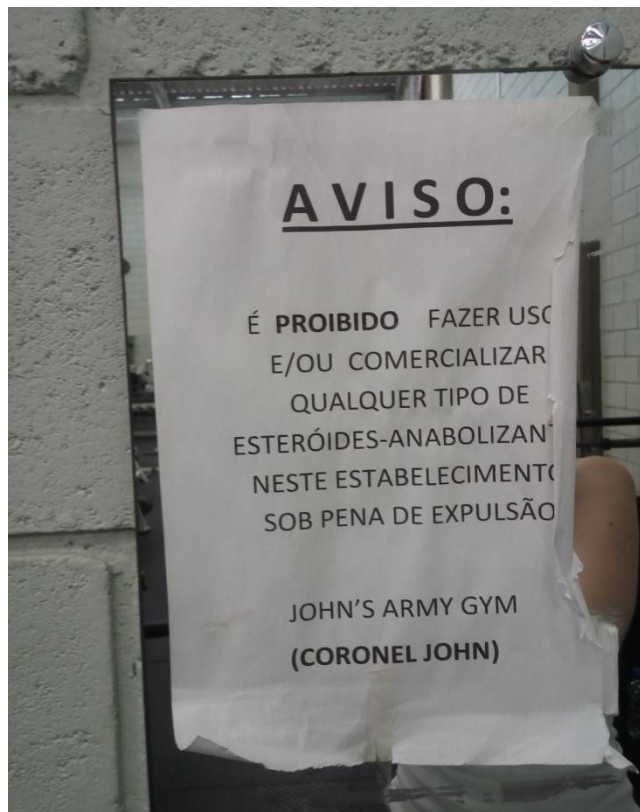 AVISO:
É PROIBIDO FAZER USO
E/OU COMERCIALIZAR
QUALQUER TIPO DE
ESTERÓIDES-ANABOLIZAN
NESTE ESTABELECIMENTO
SOB PENA DE EXPULSÃO
JOHN'S ARMY GYM
(CORONEL JOHN)